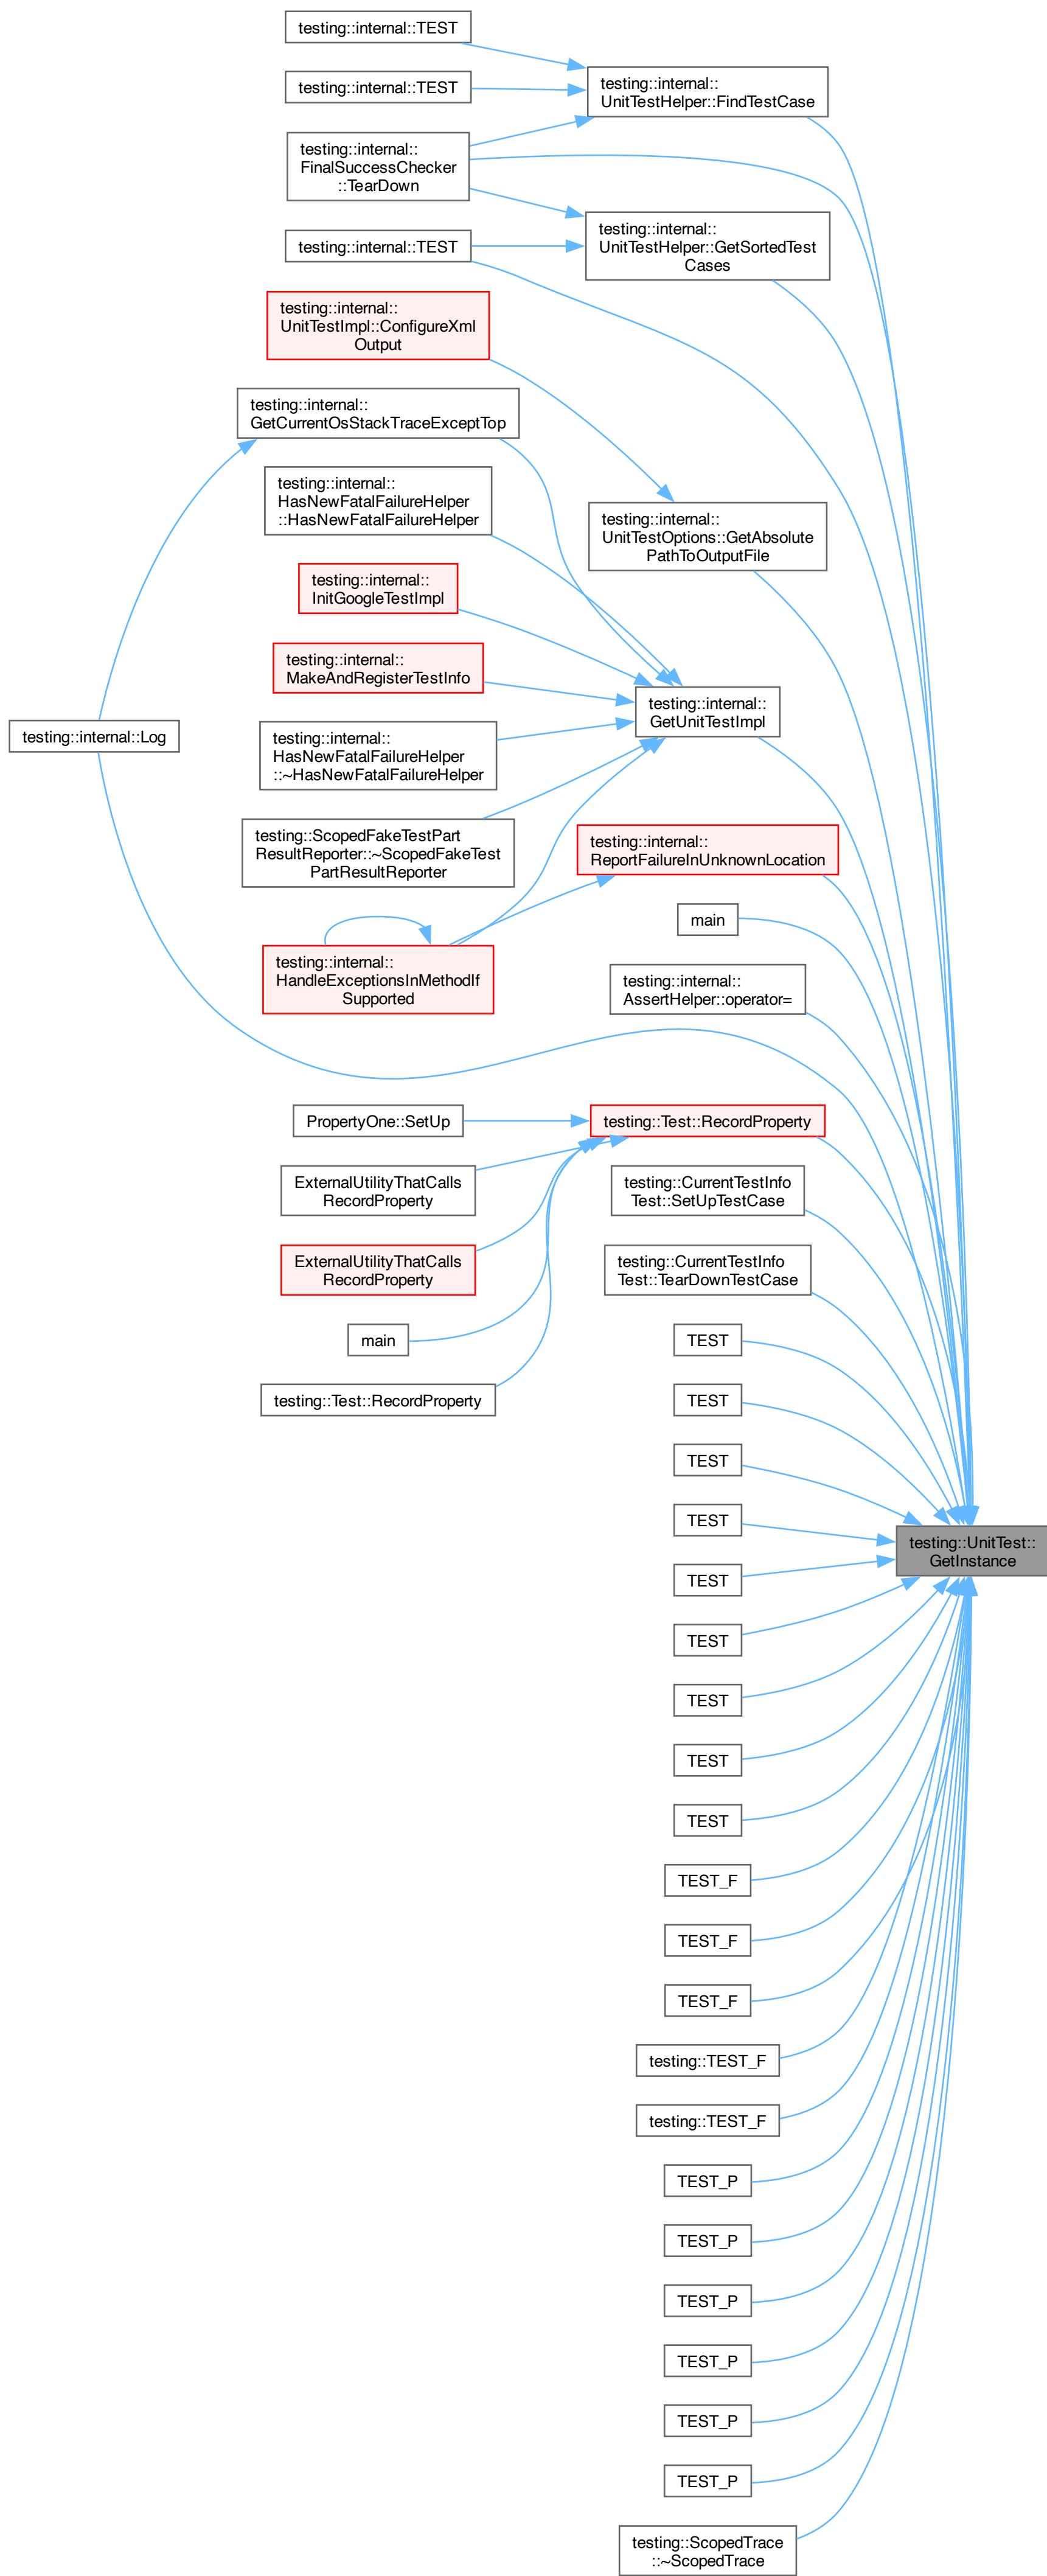 testing::internal::TEST
testing::internal::
UnitTestHelper::FindTestCase
testing::internal::TEST
testing::internal::
FinalSuccessChecker
::TearDown
testing::internal::
UnitTestHelper::GetSortedTest
Cases
testing::internal::TEST
testing::internal::
UnitTestImpl::ConfigureXml
Output
testing::internal::
GetCurrentOsStackTraceExceptTop
testing::internal::
HasNewFatalFailureHelper
::HasNewFatalFailureHelper
testing::internal::
UnitTestOptions::GetAbsolute
PathToOutputFile
testing::internal::
InitGoogleTestImpl
testing::internal::
MakeAndRegisterTestInfo
testing::internal::
GetUnitTestImpl
testing::internal::Log
testing::internal::
HasNewFatalFailureHelper
::~HasNewFatalFailureHelper
testing::ScopedFakeTestPart
ResultReporter::~ScopedFakeTest
PartResultReporter
testing::internal::
ReportFailureInUnknownLocation
main
testing::internal::
HandleExceptionsInMethodIf
Supported
testing::internal::
AssertHelper::operator=
PropertyOne::SetUp
testing::Test::RecordProperty
ExternalUtilityThatCalls
RecordProperty
testing::CurrentTestInfo
Test::SetUpTestCase
ExternalUtilityThatCalls
RecordProperty
testing::CurrentTestInfo
Test::TearDownTestCase
main
TEST
testing::Test::RecordProperty
TEST
TEST
TEST
testing::UnitTest::
GetInstance
TEST
TEST
TEST
TEST
TEST
TEST_F
TEST_F
TEST_F
testing::TEST_F
testing::TEST_F
TEST_P
TEST_P
TEST_P
TEST_P
TEST_P
TEST_P
testing::ScopedTrace
::~ScopedTrace